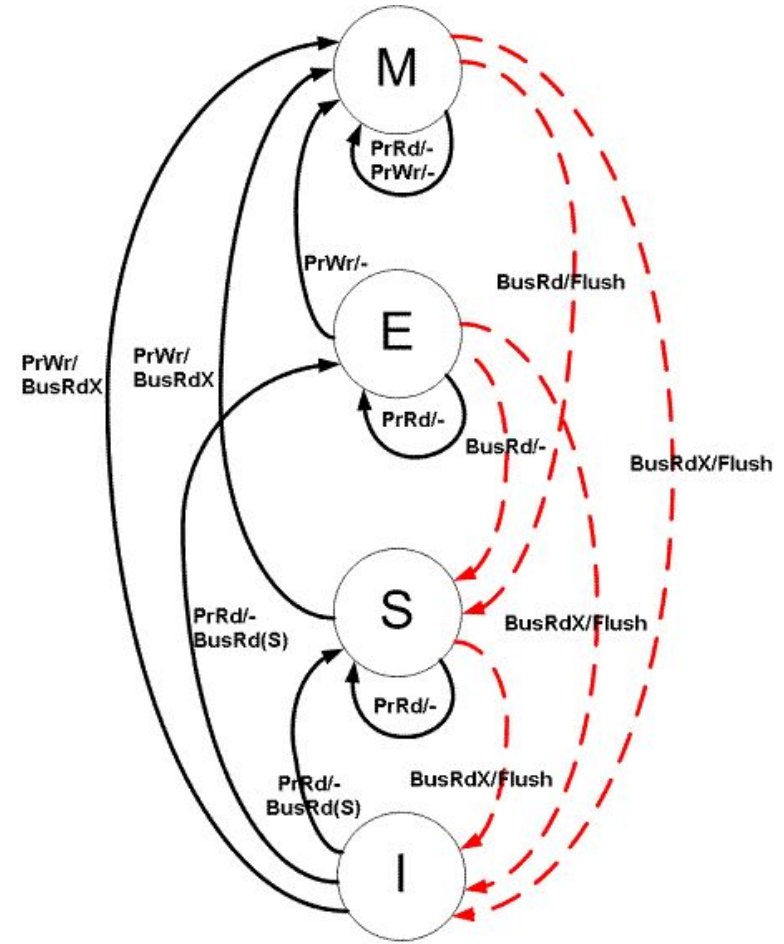 M
PrRd/-
PrWr/-
PrWr/-
BusRd/Flush
E
PrWr/
BusRdX
PrWr/
BusRdX
PrRd/-
BusRd/-
BusRdX/Flush
S
PrRd/-
BusRd(S)
BusRdX/Flush
PrRd/-
PrRd/-
BusRd(S)
BusRdX/Flush
I